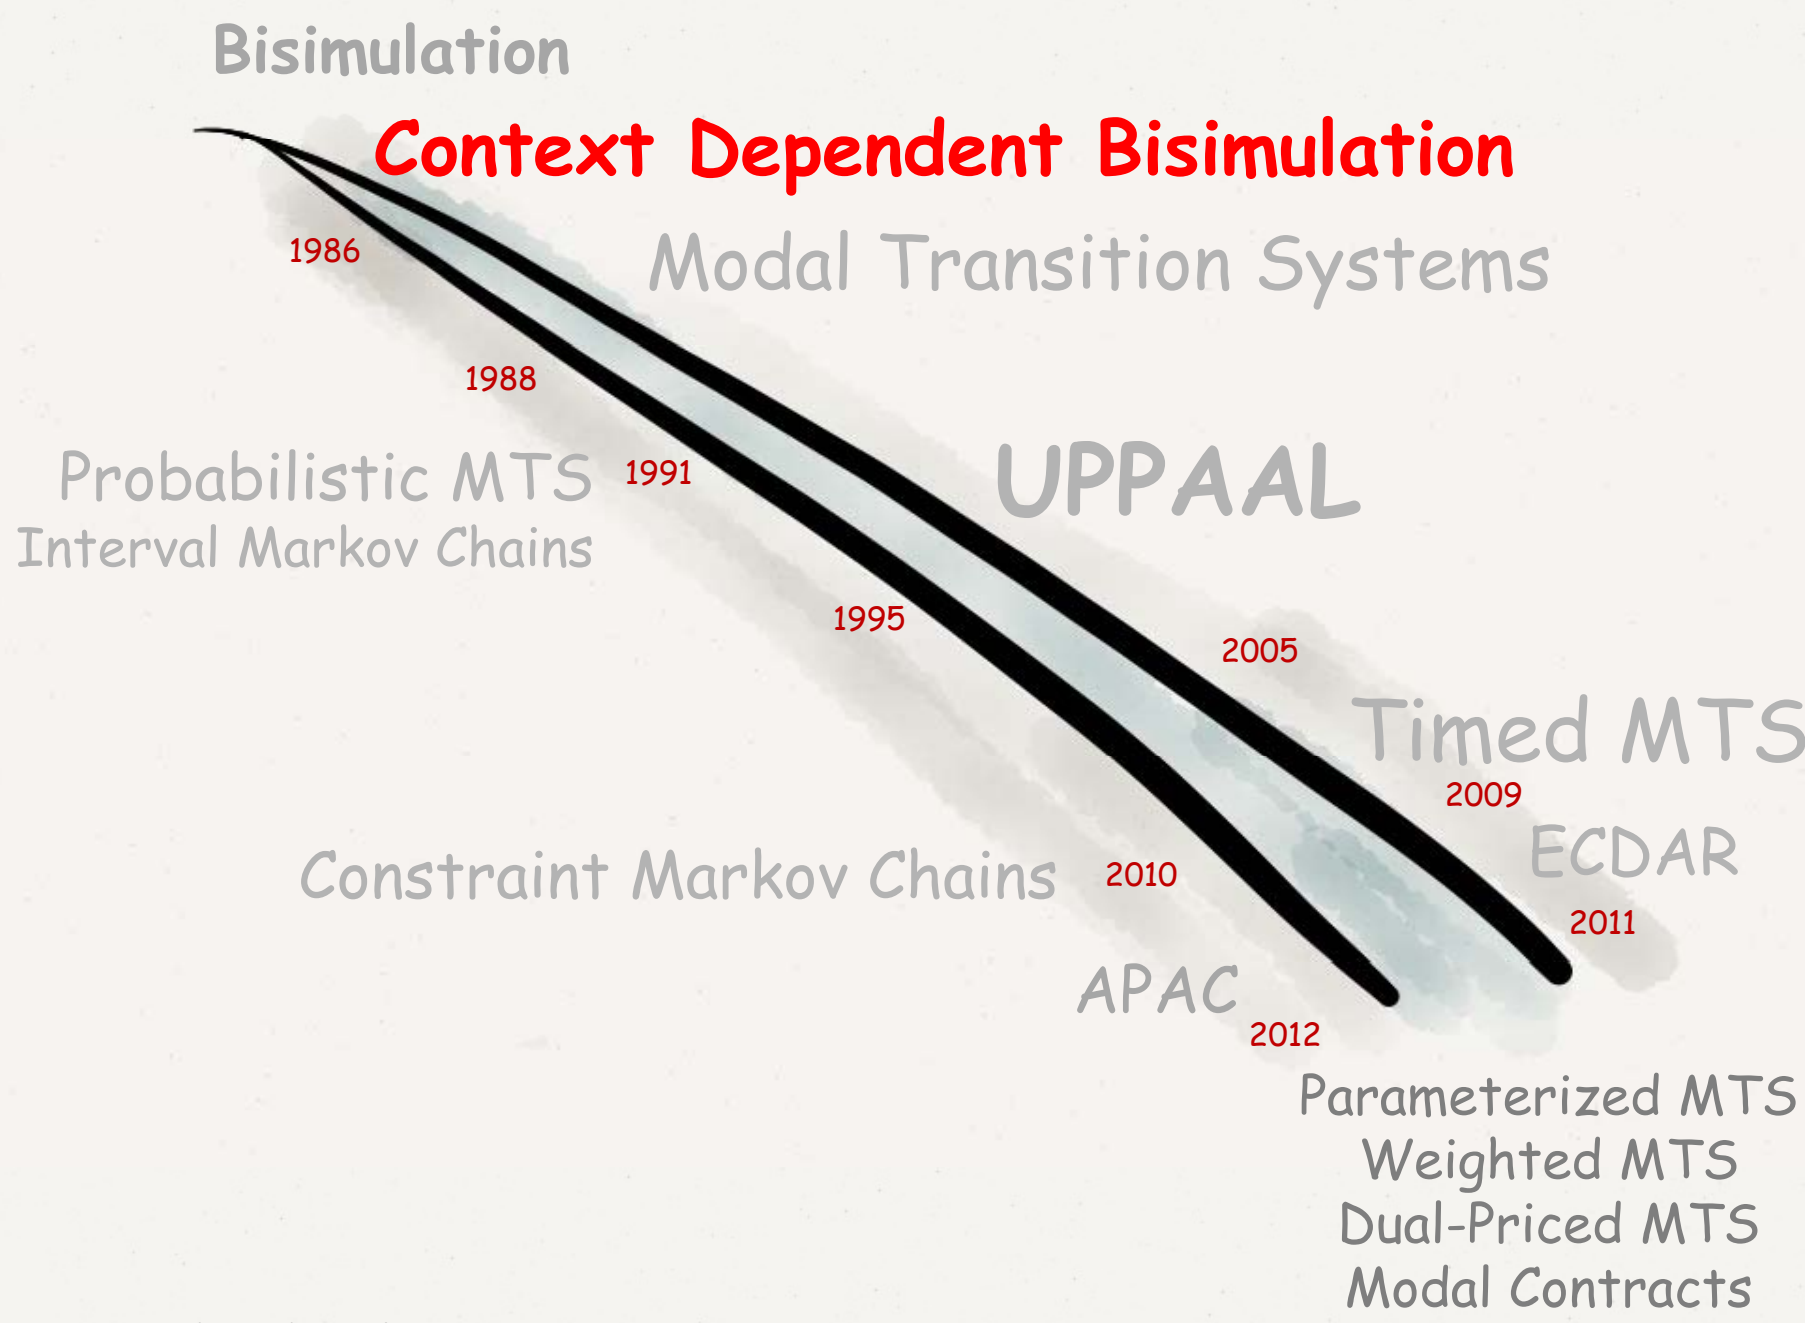 Bisimulation
Context Dependent Bisimulation
1986
Modal Transition Systems
1988
Probabilistic MTS
1991
UPPAAL
Interval Markov Chains
1995
2005
Timed MTS
2009
ECDAR
Constraint Markov Chains
2010
2011
APAC
2012
Parameterized MTS
Weighted MTS
Dual-Priced MTS
Modal Contracts